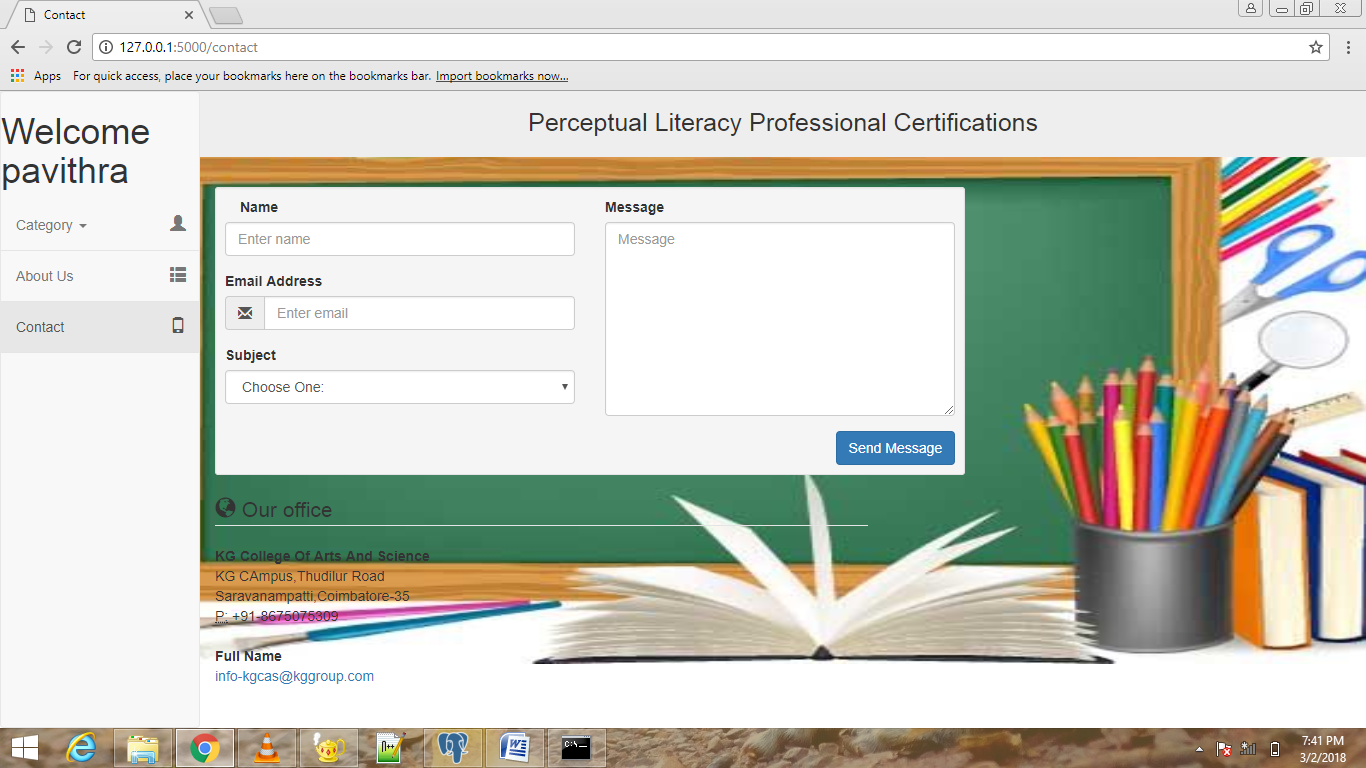 Contact
127.0.0.1:5000/contact
Apps For quick access, place your bookmarks here on the bookmarks bar. Import bookmarks now...
Welcome
pavithra
Category
About Us
Contact
Perceptual Literacy Professional Certifications
Name
Enter name
Email Address
Enter email
Subject
Choose One:
Message
Message
Send Message
Our office
KG College Of Arts And Science
KG CAmpus,Thudilur Road
Saravanampatti,Coimbatore-35
P: +91-8675075309
Full Name
info-kgcas@kggroup.com
7:41 PM
3/2/2018